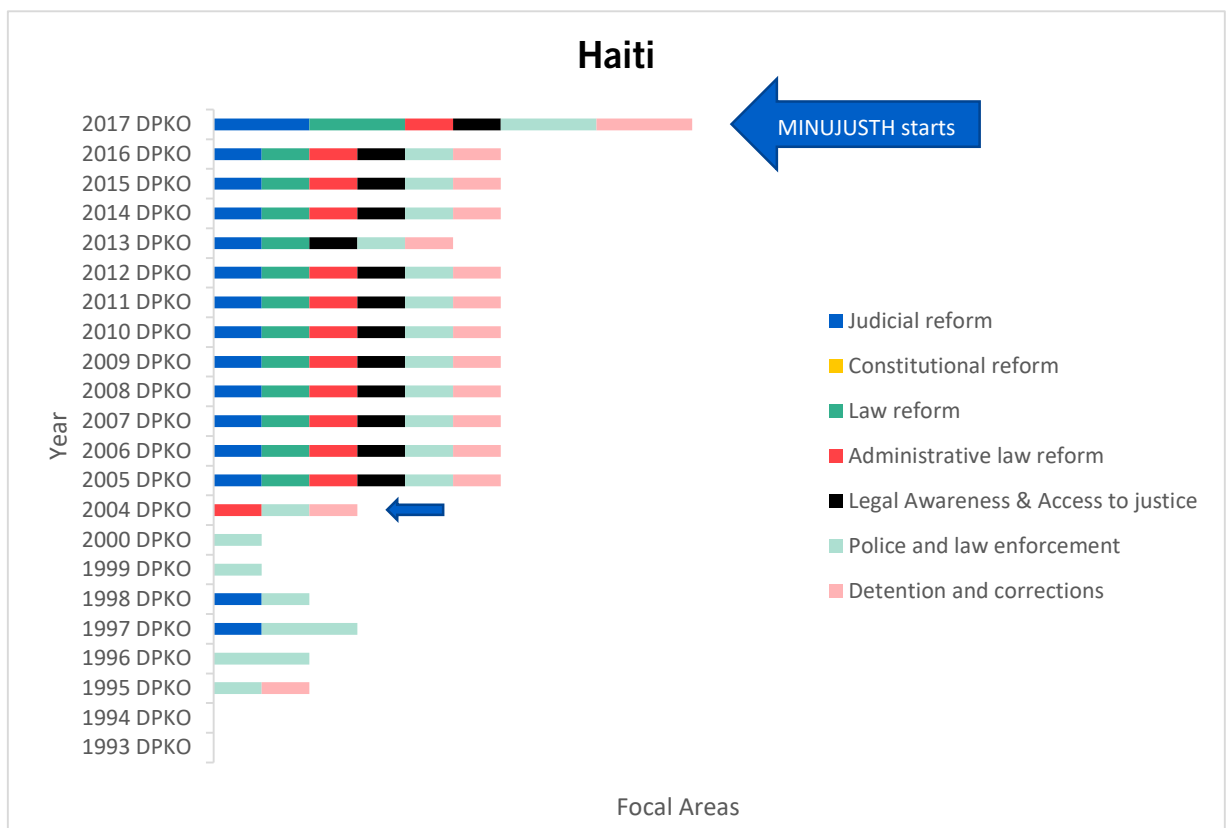 Haiti
2017 DPKO
MINUJUSTH starts
2016 DPKO
2015 DPKO
2014 DPKO
2013 DPKO
2012 DPKO
2011 DPKO
2010 DPKO
2009 DPKO
2008 DPKO
2007 DPKO
2006 DPKO
2005 DPKO
2004 DPKO
2000 DPKO
1999 DPKO
1998 DPKO
1997 DPKO
1996 DPKO
1995 DPKO
1994 DPKO
1993 DPKO
Year
Focal Areas
Judicial reform
Constitutional reform
Law reform
Administrative law reform
Legal Awareness & Access to justice
Police and law enforcement
Detention and corrections